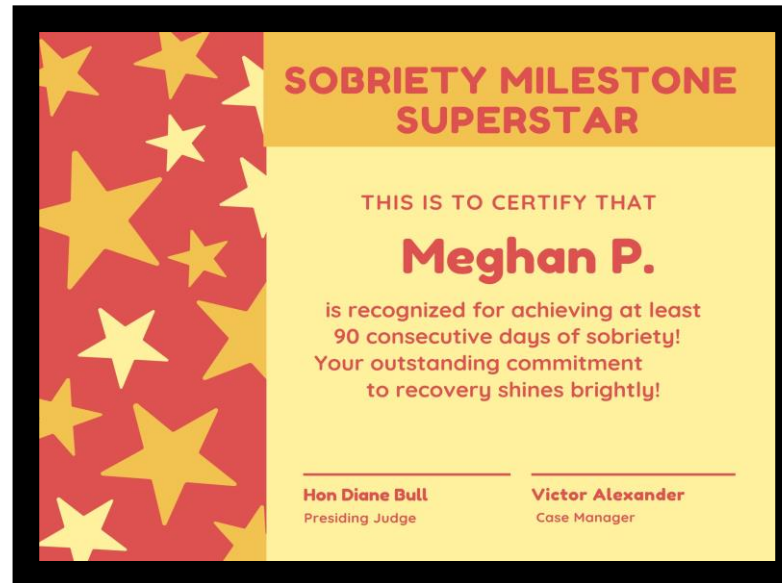 SOBRIETY MILESTONE
SUPERSTAR
THIS IS TO CERTIFY THAT
Meghan P.
is recognized for achieving at least
90 consecutive days of sobriety!
Your outstanding commitment
to recovery shines brightly!
Hon Diane Bull
Presiding Judge
Victor Alexander
Case Manager